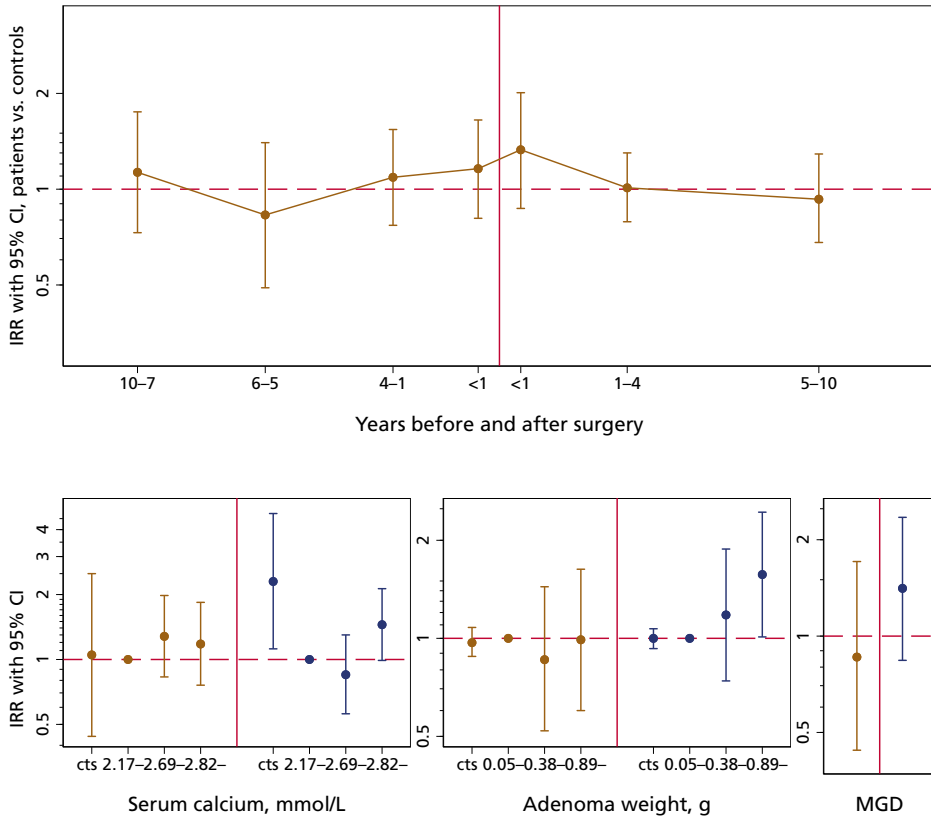 IRR with 95% CI, patients vs. controls
2
1
0.5
10–7 6–5 4–1 <1 <1 1–4 5–10
Years before and after surgery
IRR with 95% CI
4
3
2
1
0.5
cts 2.17–2.69–2.82– cts 2.17–2.69–2.82–
Serum calcium, mmol/L
2
1
0.5
cts 0.05–0.38–0.89– cts 0.05–0.38–0.89–
Adenoma weight, g
2
1
0.5
MGD